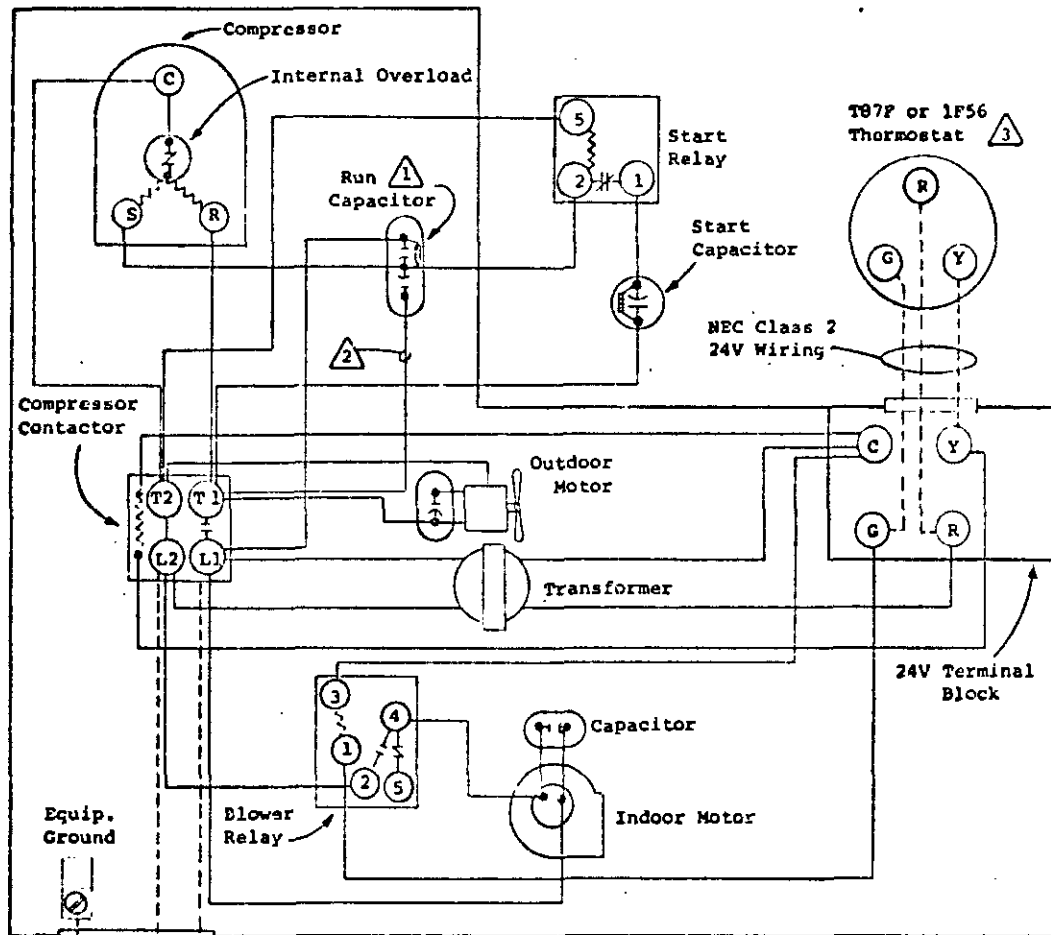 Compressor
C
Internal Overload
S
R
Run 1
Capacitor
5
2
1
Start
Relay
Start
Capacitor
T87F or 1F56
Thermostat 3
R
G
Y
NEC Class 2
24V Wiring
2
Compressor
Contactor
T2
T1
L2
L1
Outdoor
Motor
Transformer
C
Y
G
R
24V Terminal
Block
3
4
1
2
5
Blower
Relay
Capacitor
Indoor Motor
Equip.
Ground